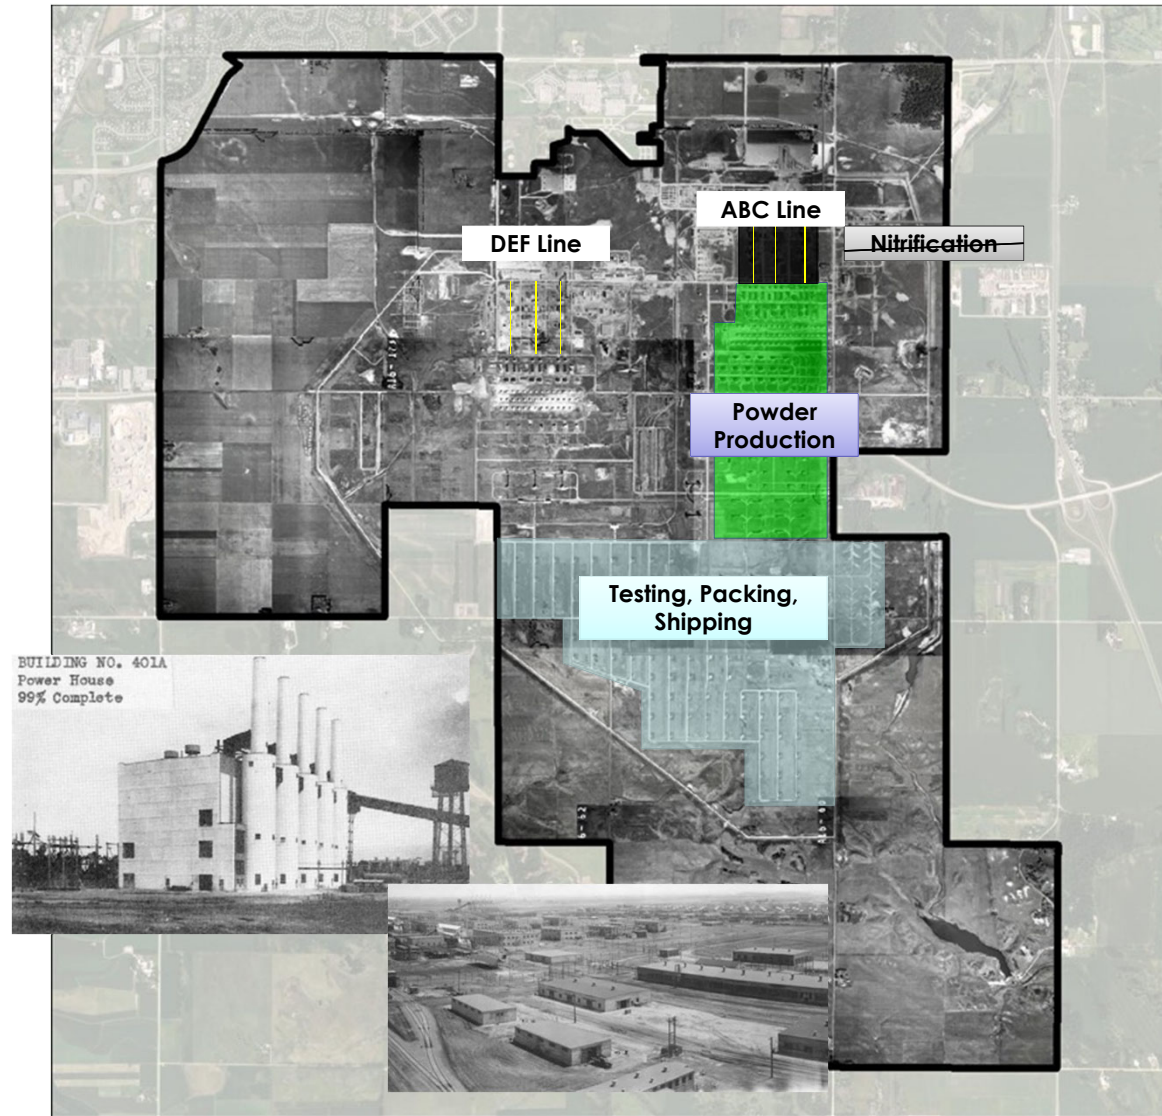 ABC Line
DEF Line
Nitrification
Powder
Production
Testing, Packing,
Shipping
BUILDING NO. 401A
Power House
99% Complete